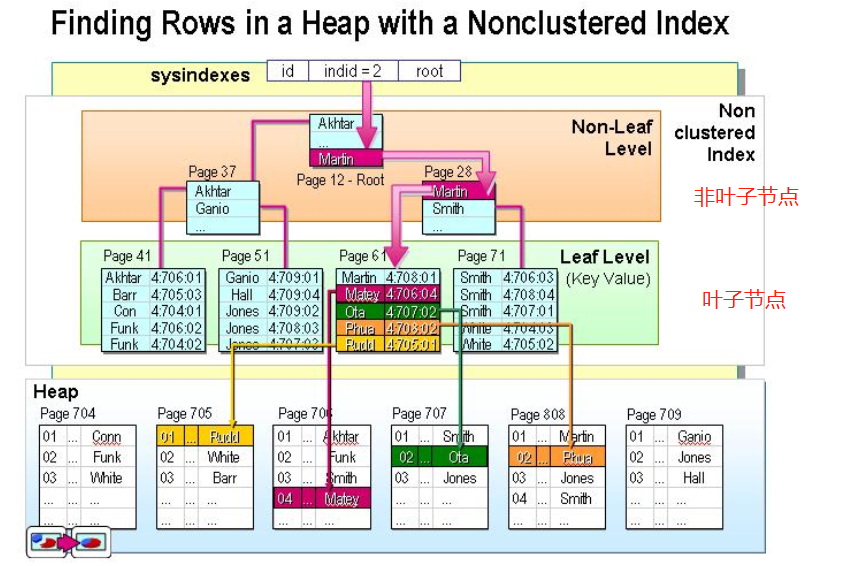 Finding Rows in a Heap with a Nonclustered Index
sysindexes id indid = 2 root
Non clustered Index
Non-Leaf Level
Akhtar
...
Martin
Page 12 - Root
Page 37
Akhtar
Ganio
...
Page 28
Martin
Smith
...
非叶子节点
Leaf Level
(Key Value)
叶子节点
Page 41
Akhtar 4:706:01
Barr 4:705:03
Con 4:704:01
Funk 4:706:02
Funk 4:704:02
Page 51
Ganio 4:709:01
Hall 4:709:04
Jones 4:709:02
Jones 4:708:03
Jones 4:707:03
Page 61
Martin 4:708:01
Matey 4:706:04
Ota 4:707:02
Phua 4:708:02
Rudd 4:705:01
Page 71
Smith 4:706:03
Smith 4:708:04
Smith 4:707:01
White 4:704:03
White 4:705:02
Heap
Page 704
01 ... Conn
02 ... Funk
03 ... White
... ... ...
... ... ...
Page 705
01 ... Rudd
02 ... White
03 ... Barr
... ... ...
... ... ...
Page 706
01 ... Akhtar
02 ... Funk
03 ... Smith
04 ... Matey
... ... ...
Page 707
01 ... Smith
02 ... Ota
03 ... Jones
... ... ...
... ... ...
Page 808
01 ... Martin
02 ... Phua
03 ... Jones
04 ... Smith
... ... ...
Page 709
01 ... Ganio
02 ... Jones
03 ... Hall
... ... ...
... ... ...